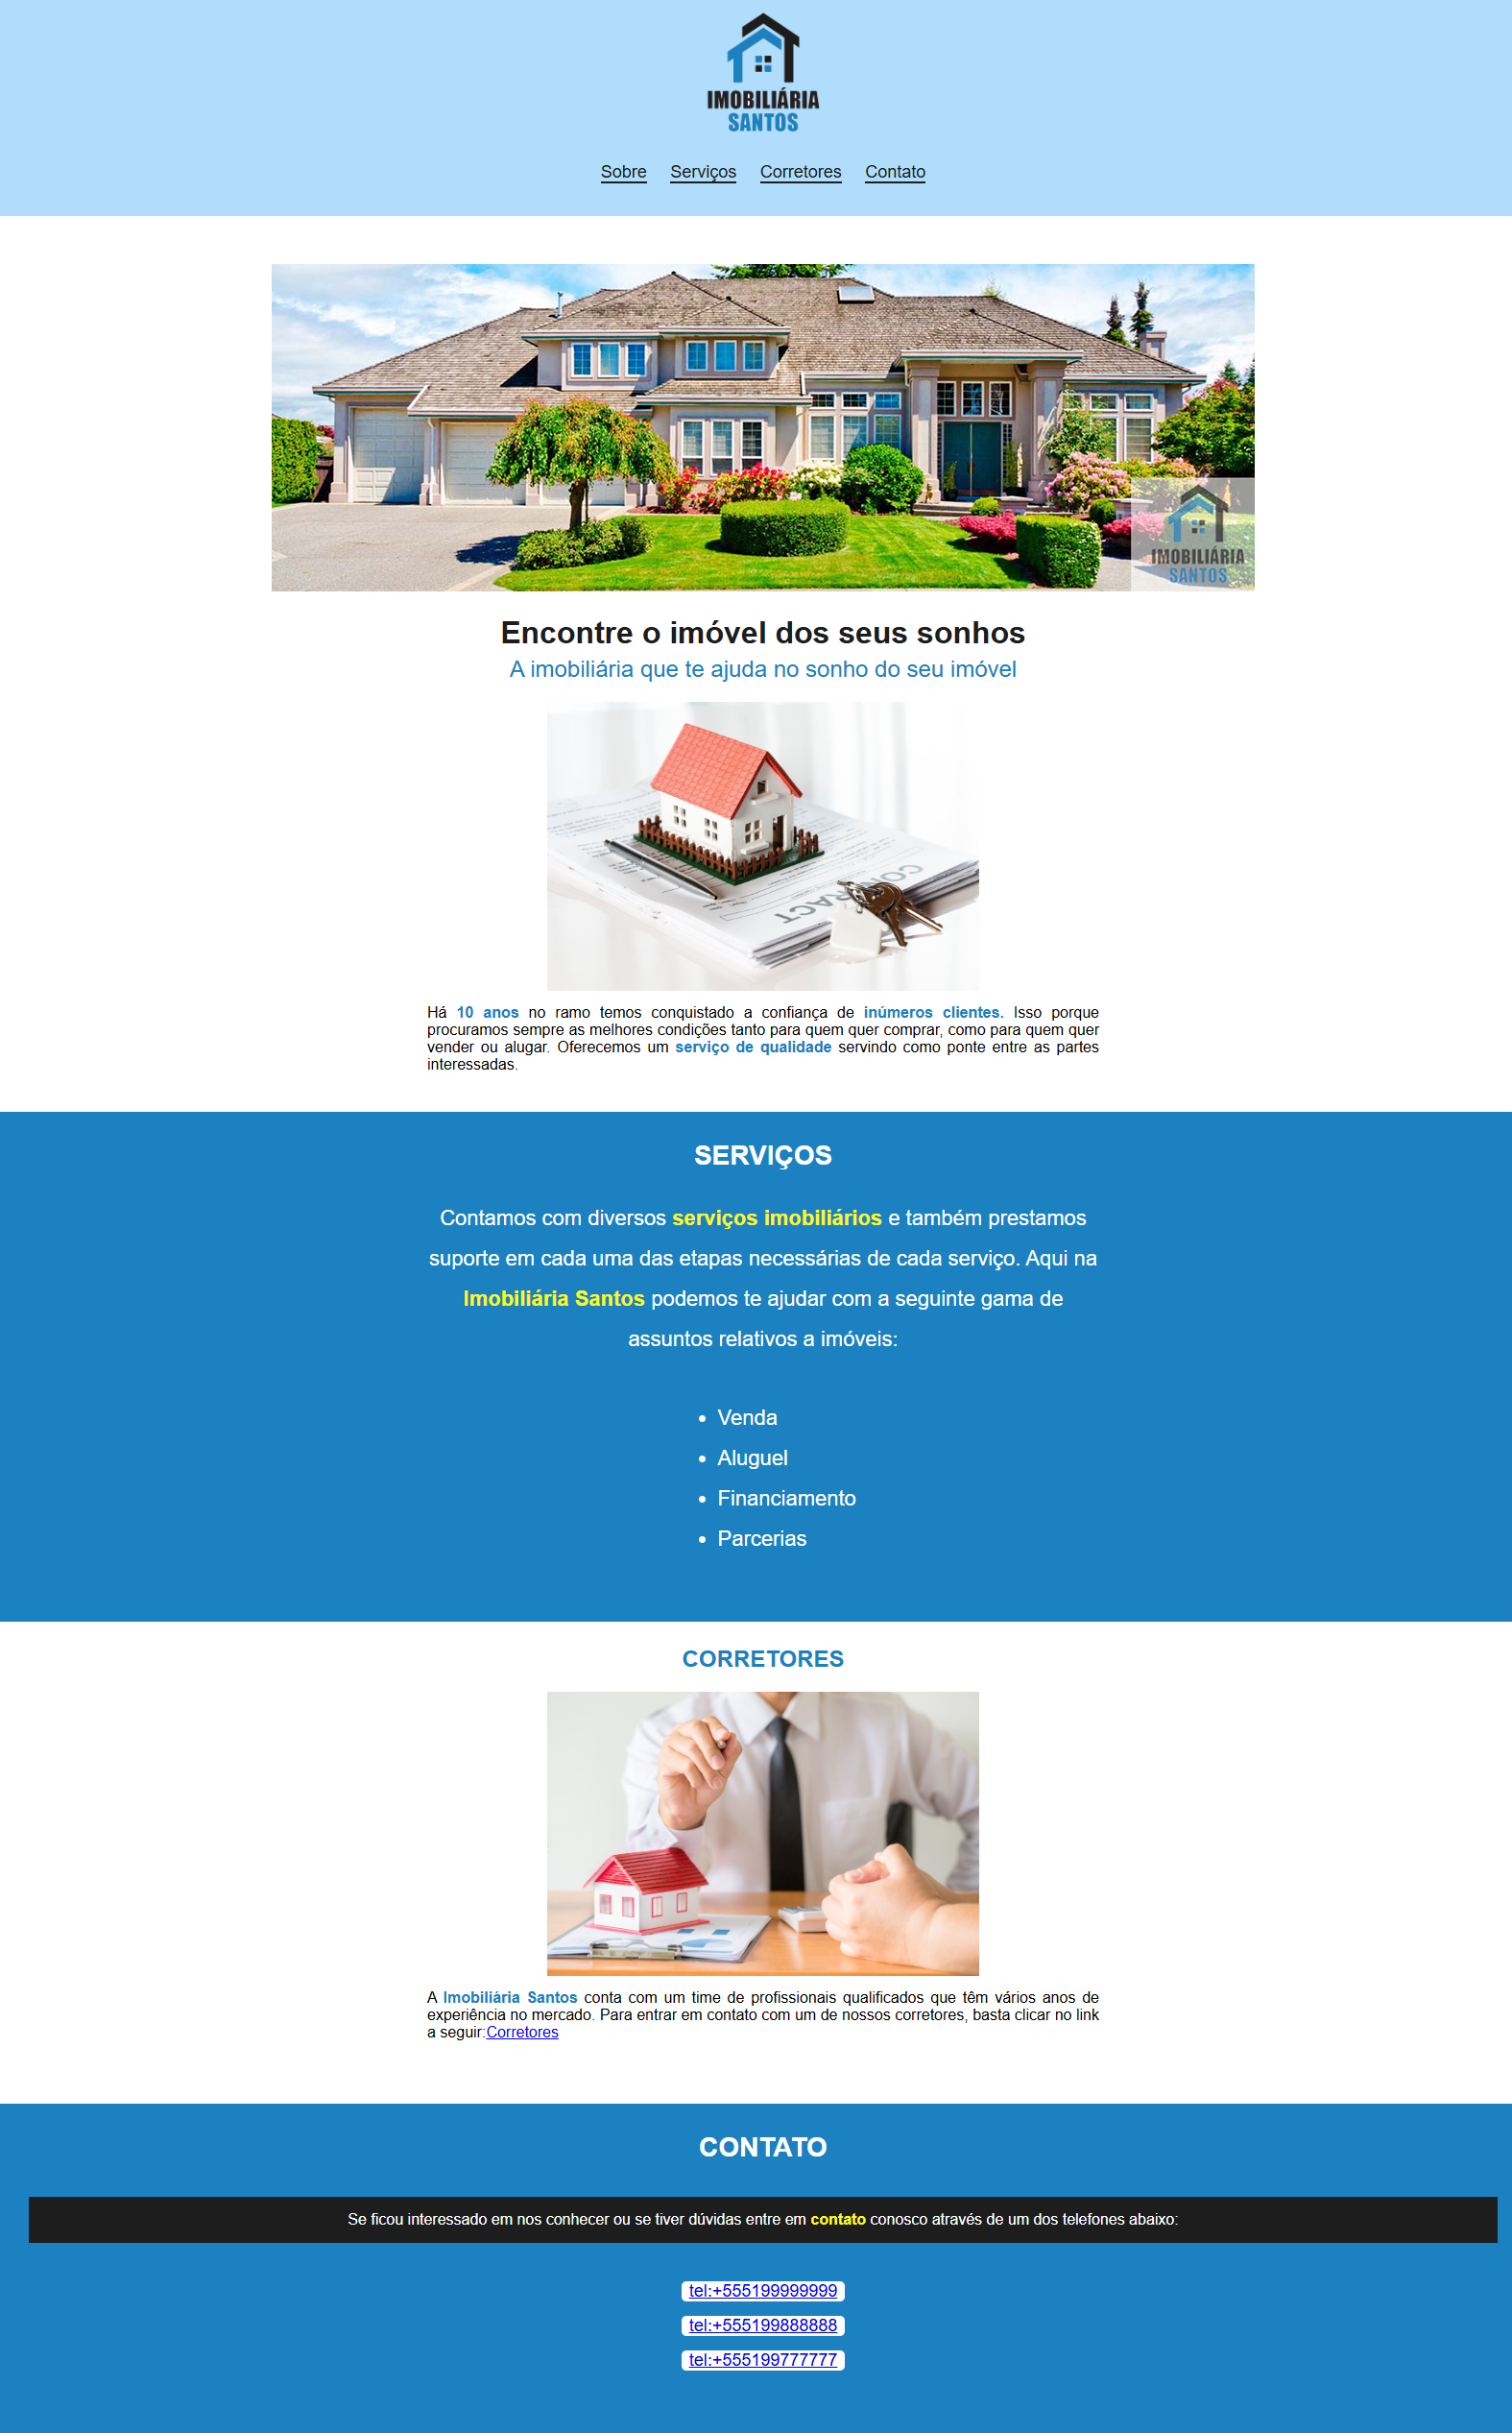 IMOBILIÁRIA
SANTOS
Sobre Serviços Corretores Contato
IMOBILIÁRIA
SANTOS
Encontre o imóvel dos seus sonhos
A imobiliária que te ajuda no sonho do seu imóvel
CONTRACT
Há 10 anos no ramo temos conquistado a confiança de inúmeros clientes. Isso porque
procuramos sempre as melhores condições tanto para quem quer comprar, como para quem quer
vender ou alugar. Oferecemos um serviço de qualidade servindo como ponte entre as partes
interessadas.
SERVIÇOS
Contamos com diversos serviços imobiliários e também prestamos
suporte em cada uma das etapas necessárias de cada serviço. Aqui na
Imobiliária Santos podemos te ajudar com a seguinte gama de
assuntos relativos a imóveis:
• Venda
• Aluguel
• Financiamento
• Parcerias
CORRETORES
A Imobiliária Santos conta com um time de profissionais qualificados que têm vários anos de
experiência no mercado. Para entrar em contato com um de nossos corretores, basta clicar no link
a seguir:Corretores
CONTATO
Se ficou interessado em nos conhecer ou se tiver dúvidas entre em contato conosco através de um dos telefones abaixo:
tel:+555199999999
tel:+555199888888
tel:+555199777777